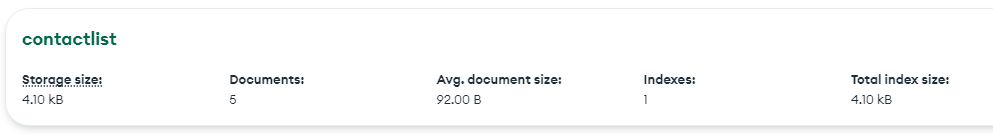 contactlist
Storage size: Documents: Avg. document size: Indexes: Total index size:
4.10 kB 5 92.00 B 1 4.10 kB